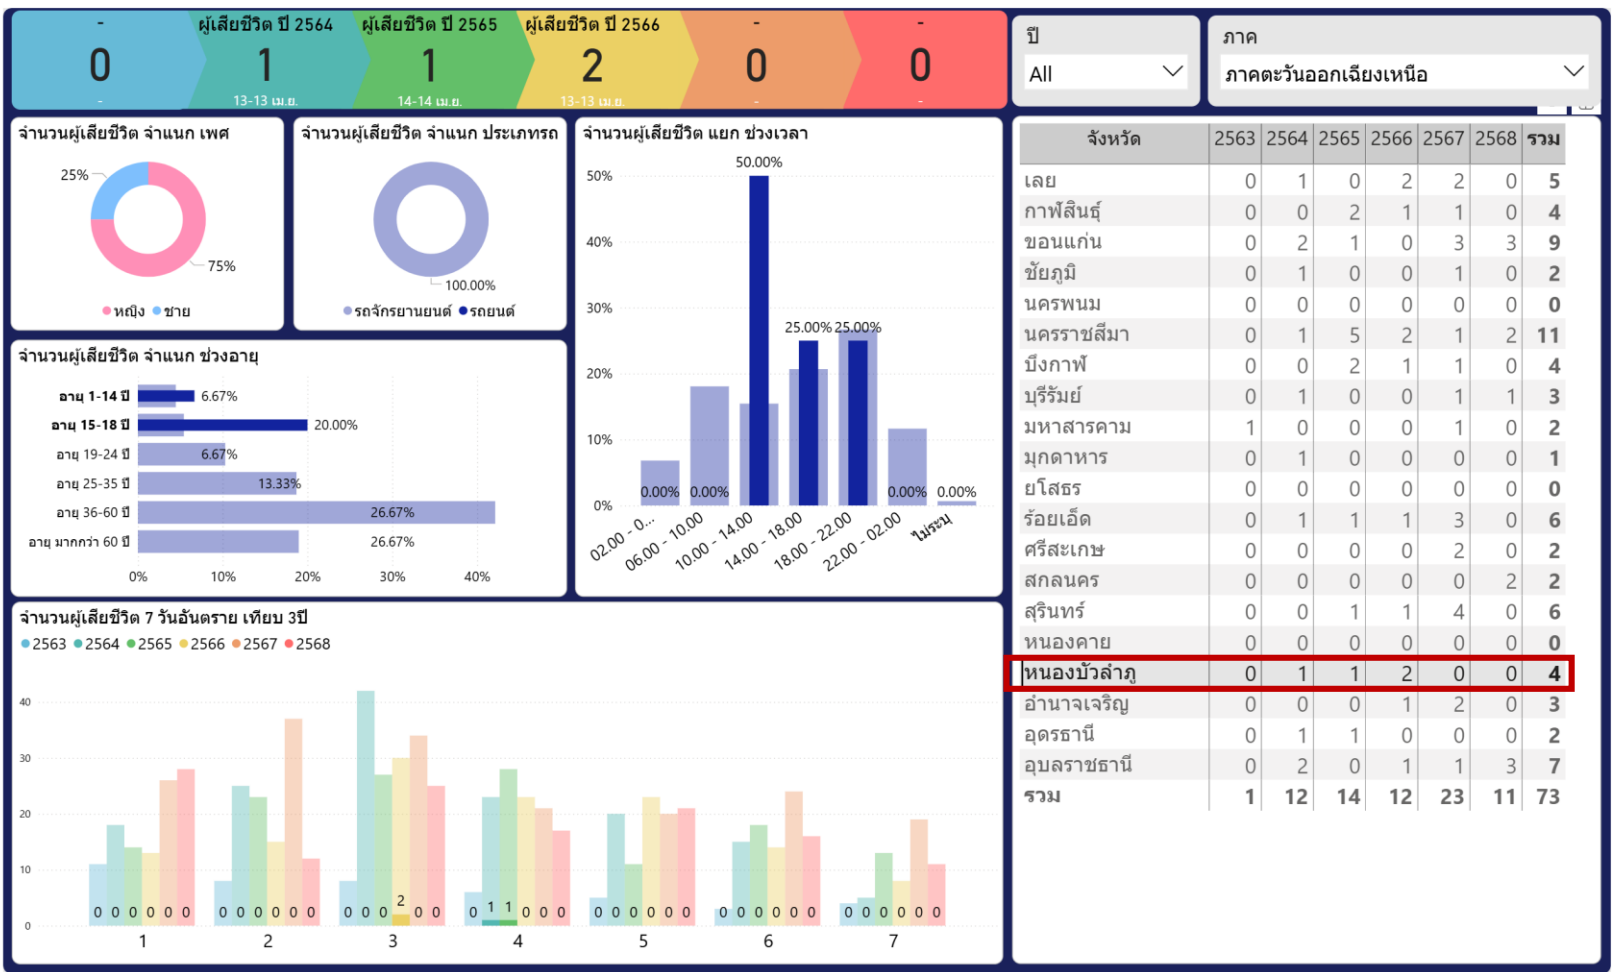 -
0
-
ผู้เสียชีวิต ปี 2564
1
13-13 เม.ย.
ผู้เสียชีวิต ปี 2565
1
14-14 เม.ย.
ผู้เสียชีวิต ปี 2566
2
13-13 เม.ย.
-
0
-
-
0
-
ปี
All
ภาค
ภาคตะวันออกเฉียงเหนือ
จำนวนผู้เสียชีวิต จำแนก เพศ
25%
75%
หญิง ชาย
จำนวนผู้เสียชีวิต จำแนก ประเภทรถ
100.00%
รถจักรยานยนต์ รถยนต์
จำนวนผู้เสียชีวิต แยก ช่วงเวลา
50.00%
50%
40%
30%
25.00% 25.00%
20%
10%
0.00% 0.00% 0.00% 0.00%
0%
02.00 - 0... 06.00 - 10.00 10.00 - 14.00 14.00 - 18.00 18.00 - 22.00 22.00 - 02.00 ไม่ระบุ
จำนวนผู้เสียชีวิต จำแนก ช่วงอายุ
อายุ 1-14 ปี 6.67%
อายุ 15-18 ปี 20.00%
อายุ 19-24 ปี 6.67%
อายุ 25-35 ปี 13.33%
อายุ 36-60 ปี 26.67%
อายุ มากกว่า 60 ปี 26.67%
0% 10% 20% 30% 40%
จำนวนผู้เสียชีวิต 7 วันอันตราย เทียบ 3ปี
2563 2564 2565 2566 2567 2568
40
30
20
10
0
0 0 0 0 0 0 0 0 0 0 0 0 0 0 0 2 0 0 0 1 1 0 0 0 0 0 0 0 0 0 0 0 0 0 0 0 0 0 0 0 0 0
1 2 3 4 5 6 7
จังหวัด 2563 2564 2565 2566 2567 2568 รวม
เลย 0 1 0 2 2 0 5
กาฬสินธุ์ 0 0 2 1 1 0 4
ขอนแก่น 0 2 1 0 3 3 9
ชัยภูมิ 0 1 0 0 1 0 2
นครพนม 0 0 0 0 0 0 0
นครราชสีมา 0 1 5 2 1 2 11
บึงกาฬ 0 0 2 1 1 0 4
บุรีรัมย์ 0 1 0 0 1 1 3
มหาสารคาม 1 0 0 0 1 0 2
มุกดาหาร 0 1 0 0 0 0 1
ยโสธร 0 0 0 0 0 0 0
ร้อยเอ็ด 0 1 1 1 3 0 6
ศรีสะเกษ 0 0 0 0 2 0 2
สกลนคร 0 0 0 0 0 2 2
สุรินทร์ 0 0 1 1 4 0 6
หนองคาย 0 0 0 0 0 0 0
หนองบัวลำภู 0 1 1 2 0 0 4
อำนาจเจริญ 0 0 0 1 2 0 3
อุดรธานี 0 1 1 0 0 0 2
อุบลราชธานี 0 2 0 1 1 3 7
รวม 1 12 14 12 23 11 73